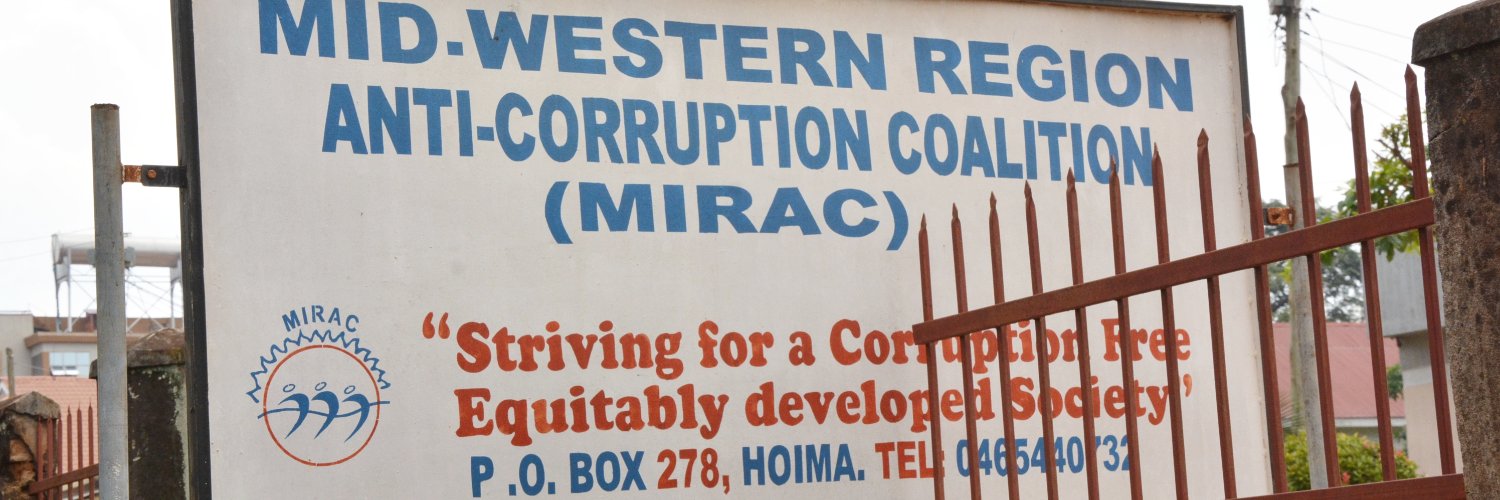 MID-WESTERN REGION
ANTI-CORRUPTION COALITION
(MIRAC)
MIRAC
“Striving for a Corruption Free
Equitably developed Society”
P.O. BOX 278, HOIMA. TEL: 0465440732